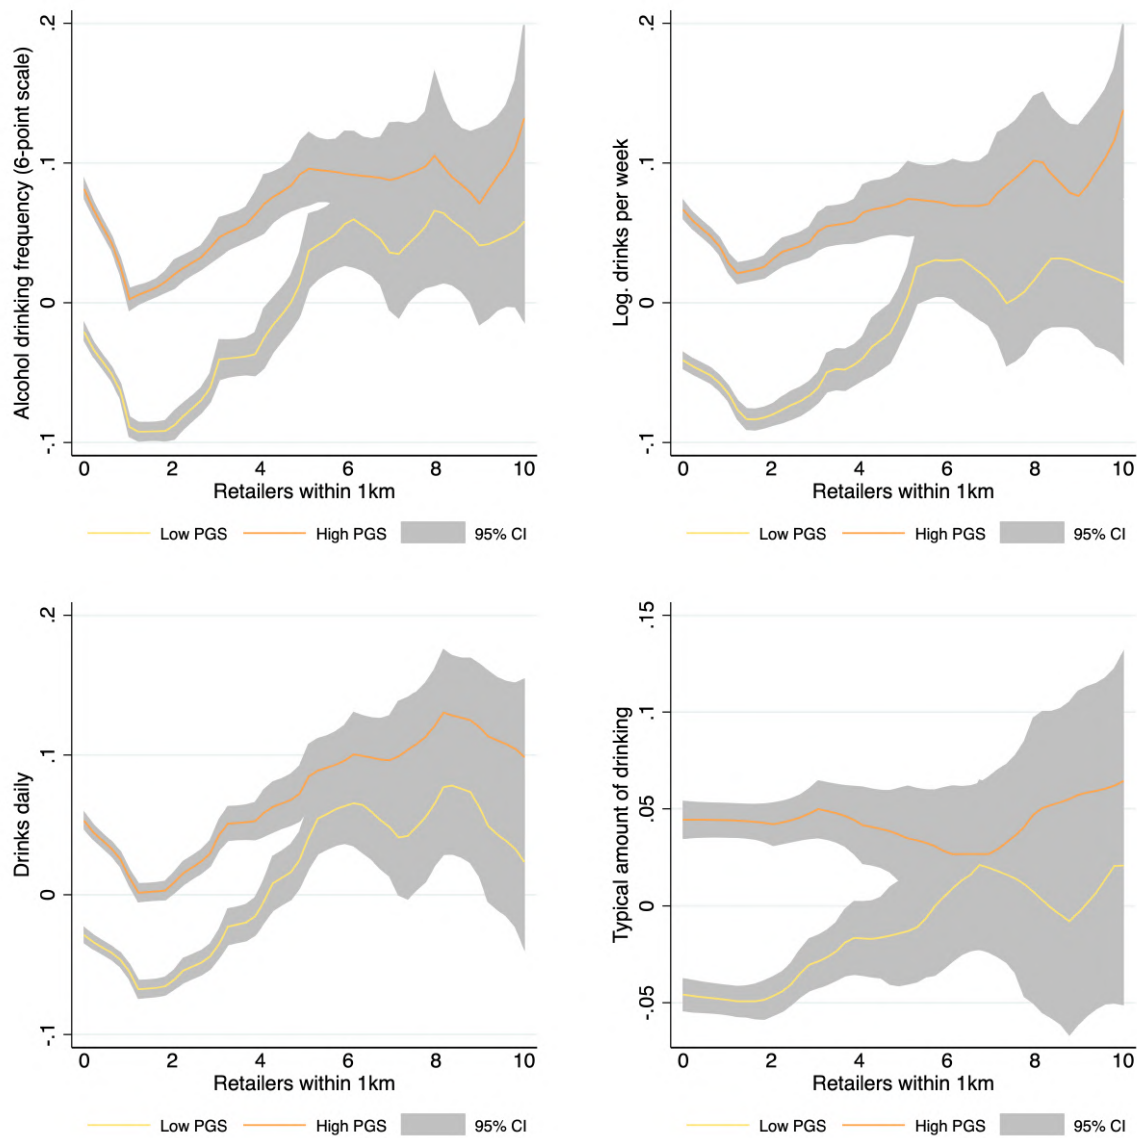 Alcohol drinking frequency (6-point scale)
.2
.1
0
-.1
0 2 4 6 8 10
Retailers within 1km
Low PGS High PGS 95% CI
Log. drinks per week
.2
.1
0
-.1
0 2 4 6 8 10
Retailers within 1km
Low PGS High PGS 95% CI
Drinks daily
.2
.1
0
-.1
0 2 4 6 8 10
Retailers within 1km
Low PGS High PGS 95% CI
Typical amount of drinking
.15
.1
.05
0
-.05
0 2 4 6 8 10
Retailers within 1km
Low PGS High PGS 95% CI